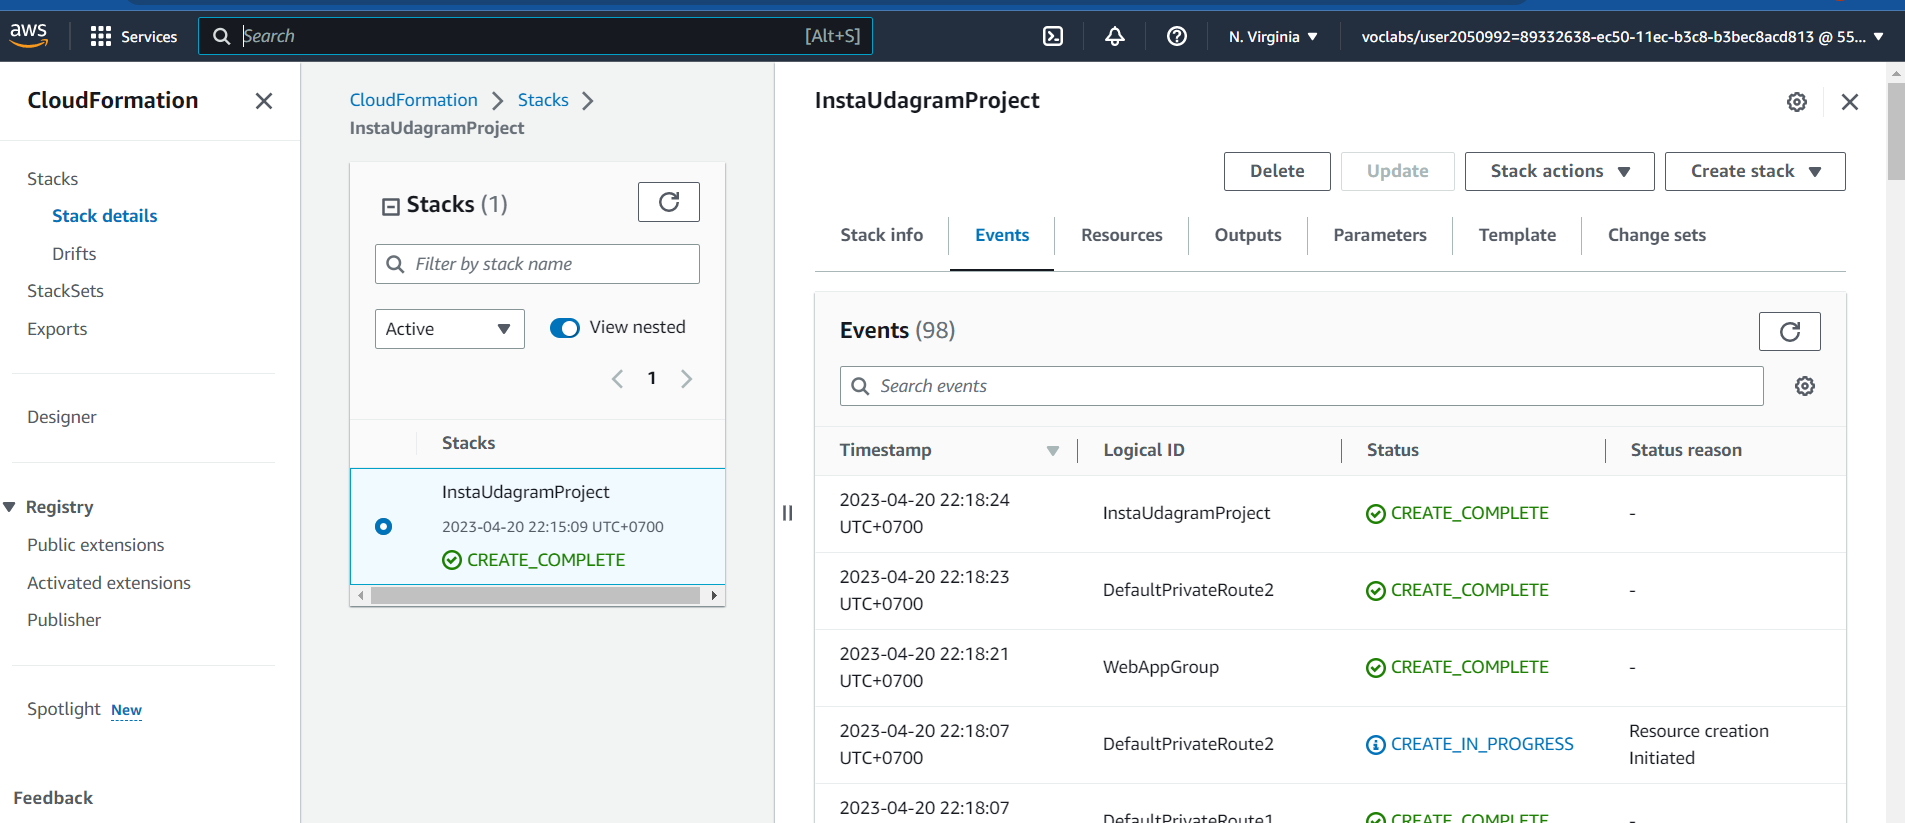 aws
Services
Search
[Alt+S]
N. Virginia
voclabs/user2050992=89332638-ec50-11ec-b3c8-b3bec8acd813 @ 55...
CloudFormation
Stacks
Stack details
Drifts
StackSets
Exports
Designer
Registry
Public extensions
Activated extensions
Publisher
Spotlight New
Feedback
CloudFormation
Stacks
InstaUdagramProject
Stacks (1)
Filter by stack name
Active
View nested
1
Stacks
InstaUdagramProject
2023-04-20 22:15:09 UTC+0700
CREATE_COMPLETE
InstaUdagramProject
Delete
Update
Stack actions
Create stack
Stack info
Events
Resources
Outputs
Parameters
Template
Change sets
Events (98)
Search events
Timestamp
Logical ID
Status
Status reason
2023-04-20 22:18:24
UTC+0700
InstaUdagramProject
CREATE_COMPLETE
-
2023-04-20 22:18:23
UTC+0700
DefaultPrivateRoute2
CREATE_COMPLETE
-
2023-04-20 22:18:21
UTC+0700
WebAppGroup
CREATE_COMPLETE
-
2023-04-20 22:18:07
UTC+0700
DefaultPrivateRoute2
CREATE_IN_PROGRESS
Resource creation
Initiated
2023-04-20 22:18:07
DefaultPrivateRoute1
CREATE_COMPLETE
-